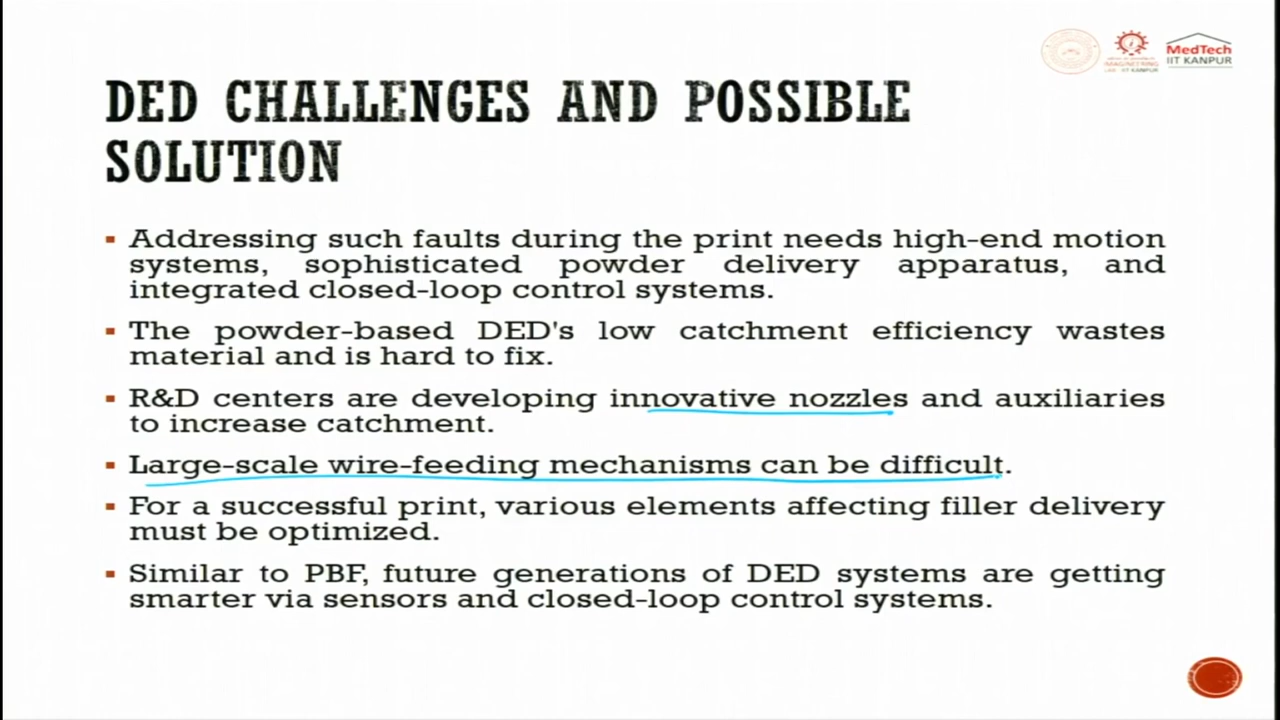 MedTech
IIT KANPUR
DED CHALLENGES AND POSSIBLE
SOLUTION
▪ Addressing such faults during the print needs high-end motion
systems, sophisticated powder delivery apparatus, and
integrated closed-loop control systems.
▪ The powder-based DED's low catchment efficiency wastes
material and is hard to fix.
▪ R&D centers are developing innovative nozzles and auxiliaries
to increase catchment.
▪ Large-scale wire-feeding mechanisms can be difficult.
▪ For a successful print, various elements affecting filler delivery
must be optimized.
▪ Similar to PBF, future generations of DED systems are getting
smarter via sensors and closed-loop control systems.